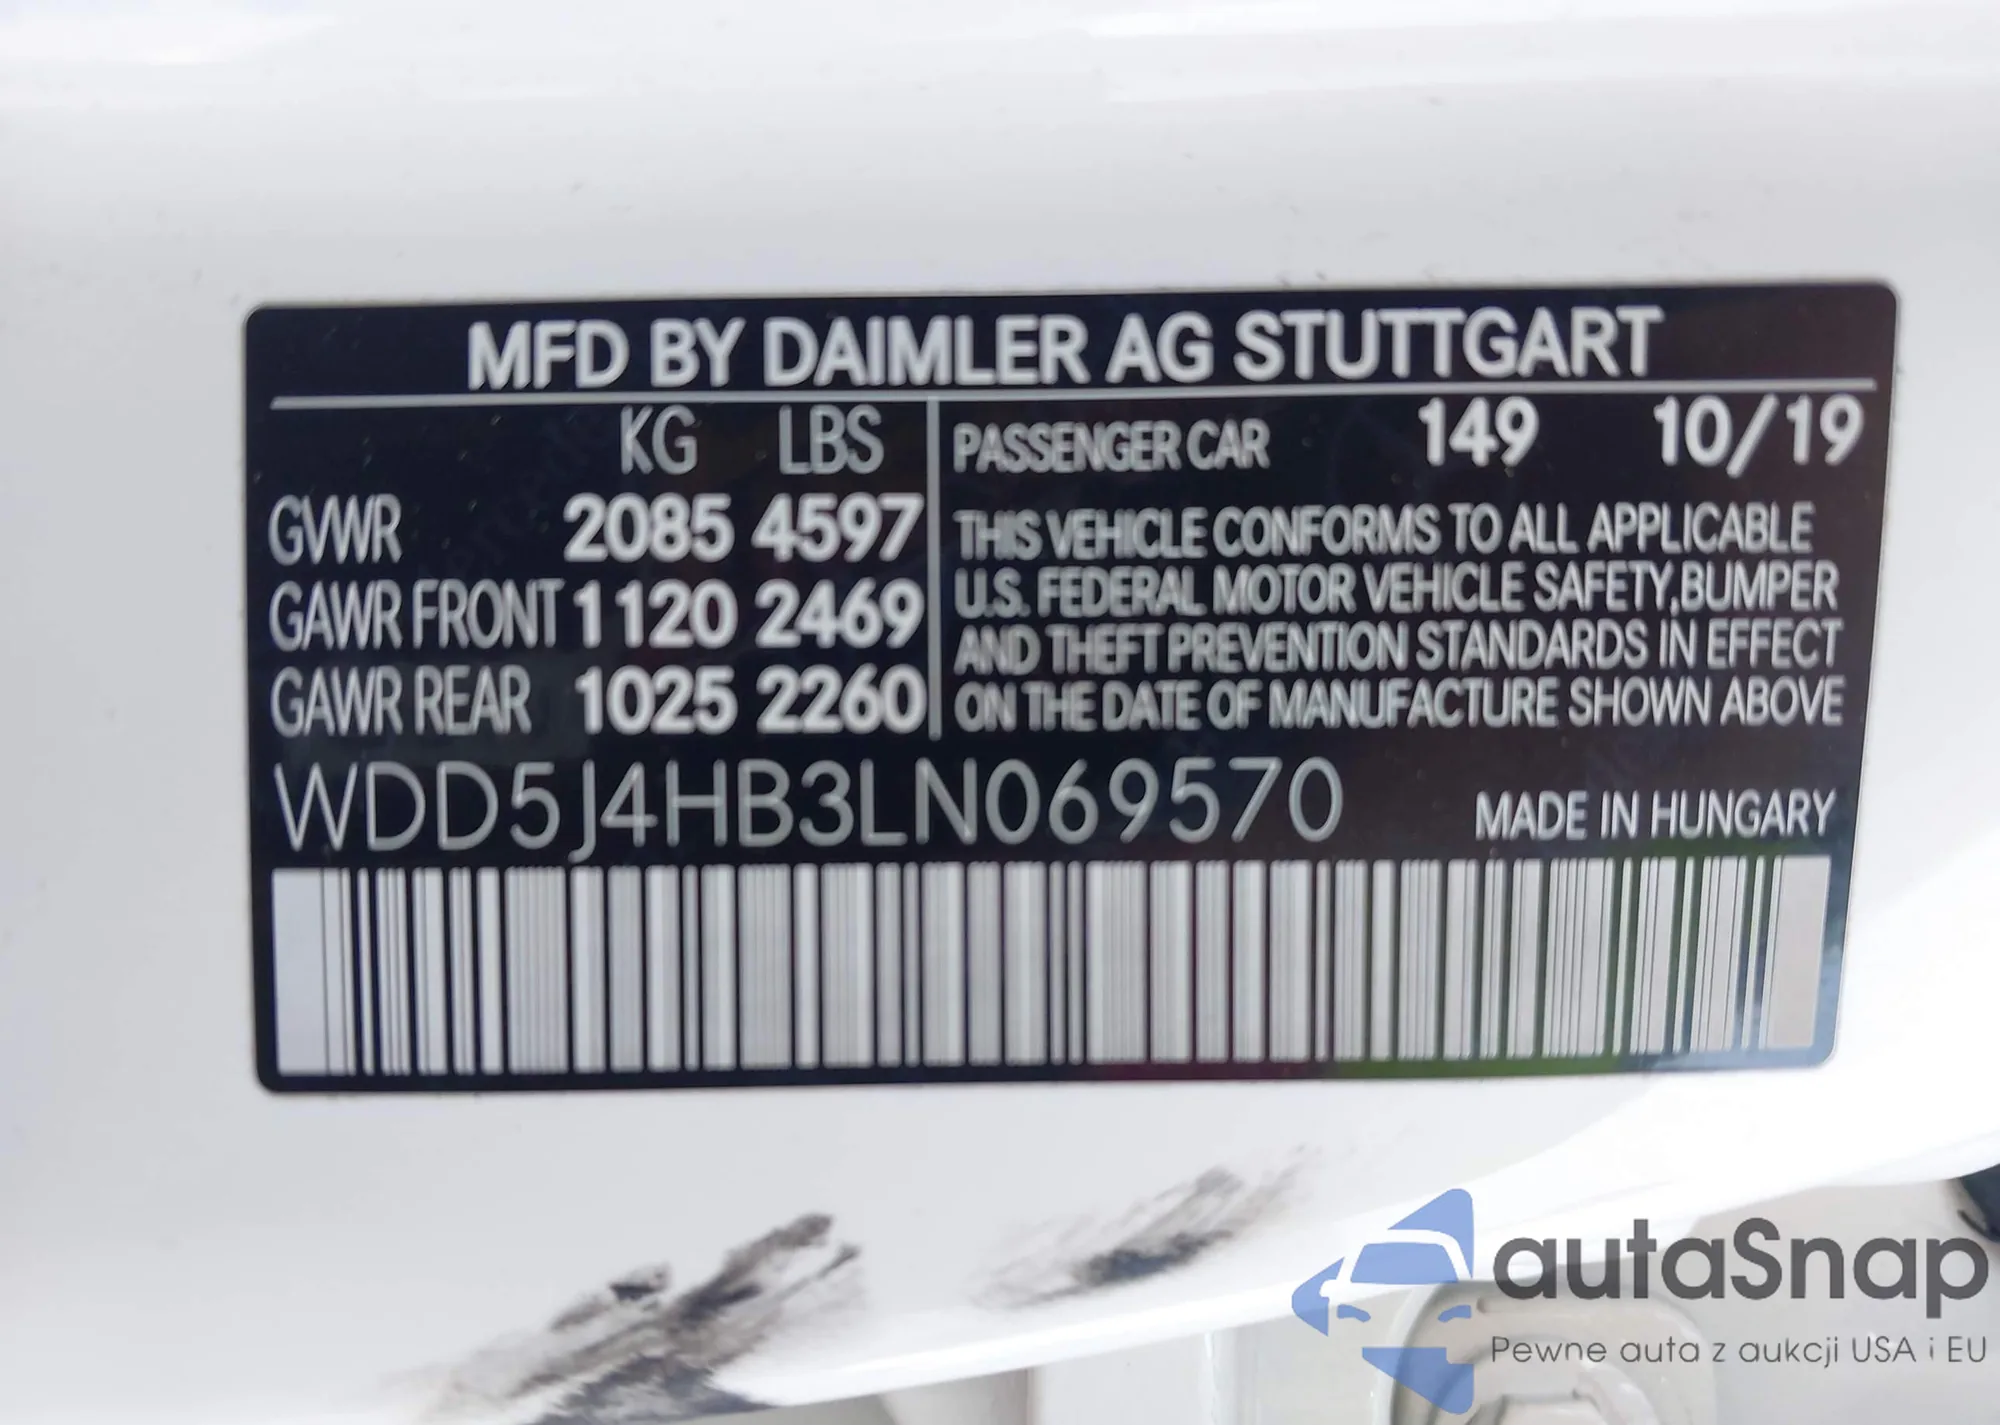 MFD BY DAIMLER AG STUTTGART
KG LBS
GVWR 2085 4597
GAWR FRONT 1120 2469
GAWR REAR 1025 2260
PASSENGER CAR 149 10/19
THIS VEHICLE CONFORMS TO ALL APPLICABLE
U.S. FEDERAL MOTOR VEHICLE SAFETY, BUMPER
AND THEFT PREVENTION STANDARDS IN EFFECT
ON THE DATE OF MANUFACTURE SHOWN ABOVE
WDD5J4HB3LN069570
MADE IN HUNGARY
autaSnap
Pewne auta z aukcji USA i EU